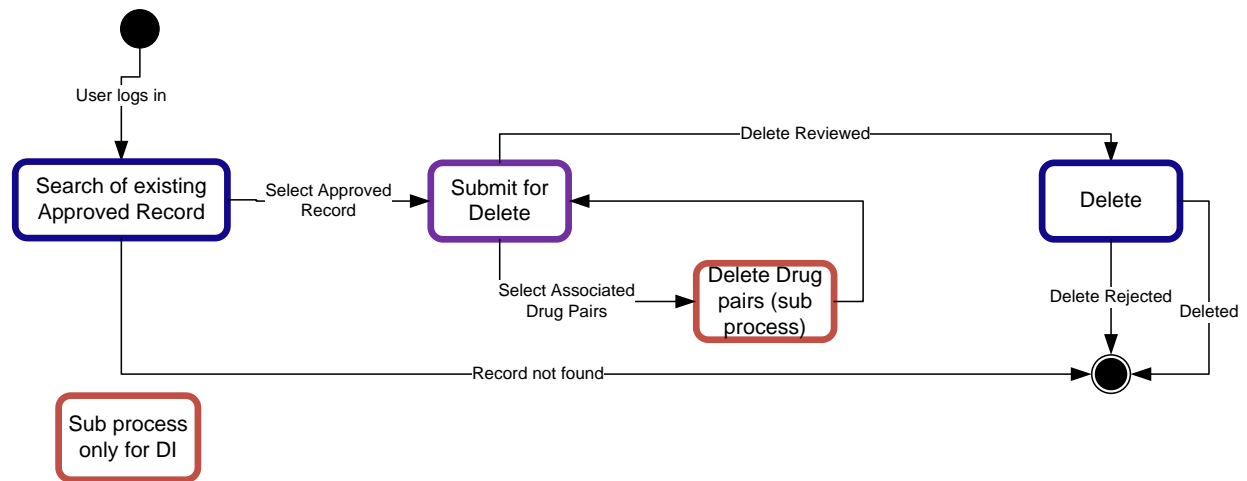 User logs in
Search of existing
Approved Record
Select Approved
Record
Submit for
Delete
Delete Reviewed
Delete
Select Associated
Drug Pairs
Delete Drug
pairs (sub
process)
Delete Rejected
Deleted
Record not found
Sub process
only for DI